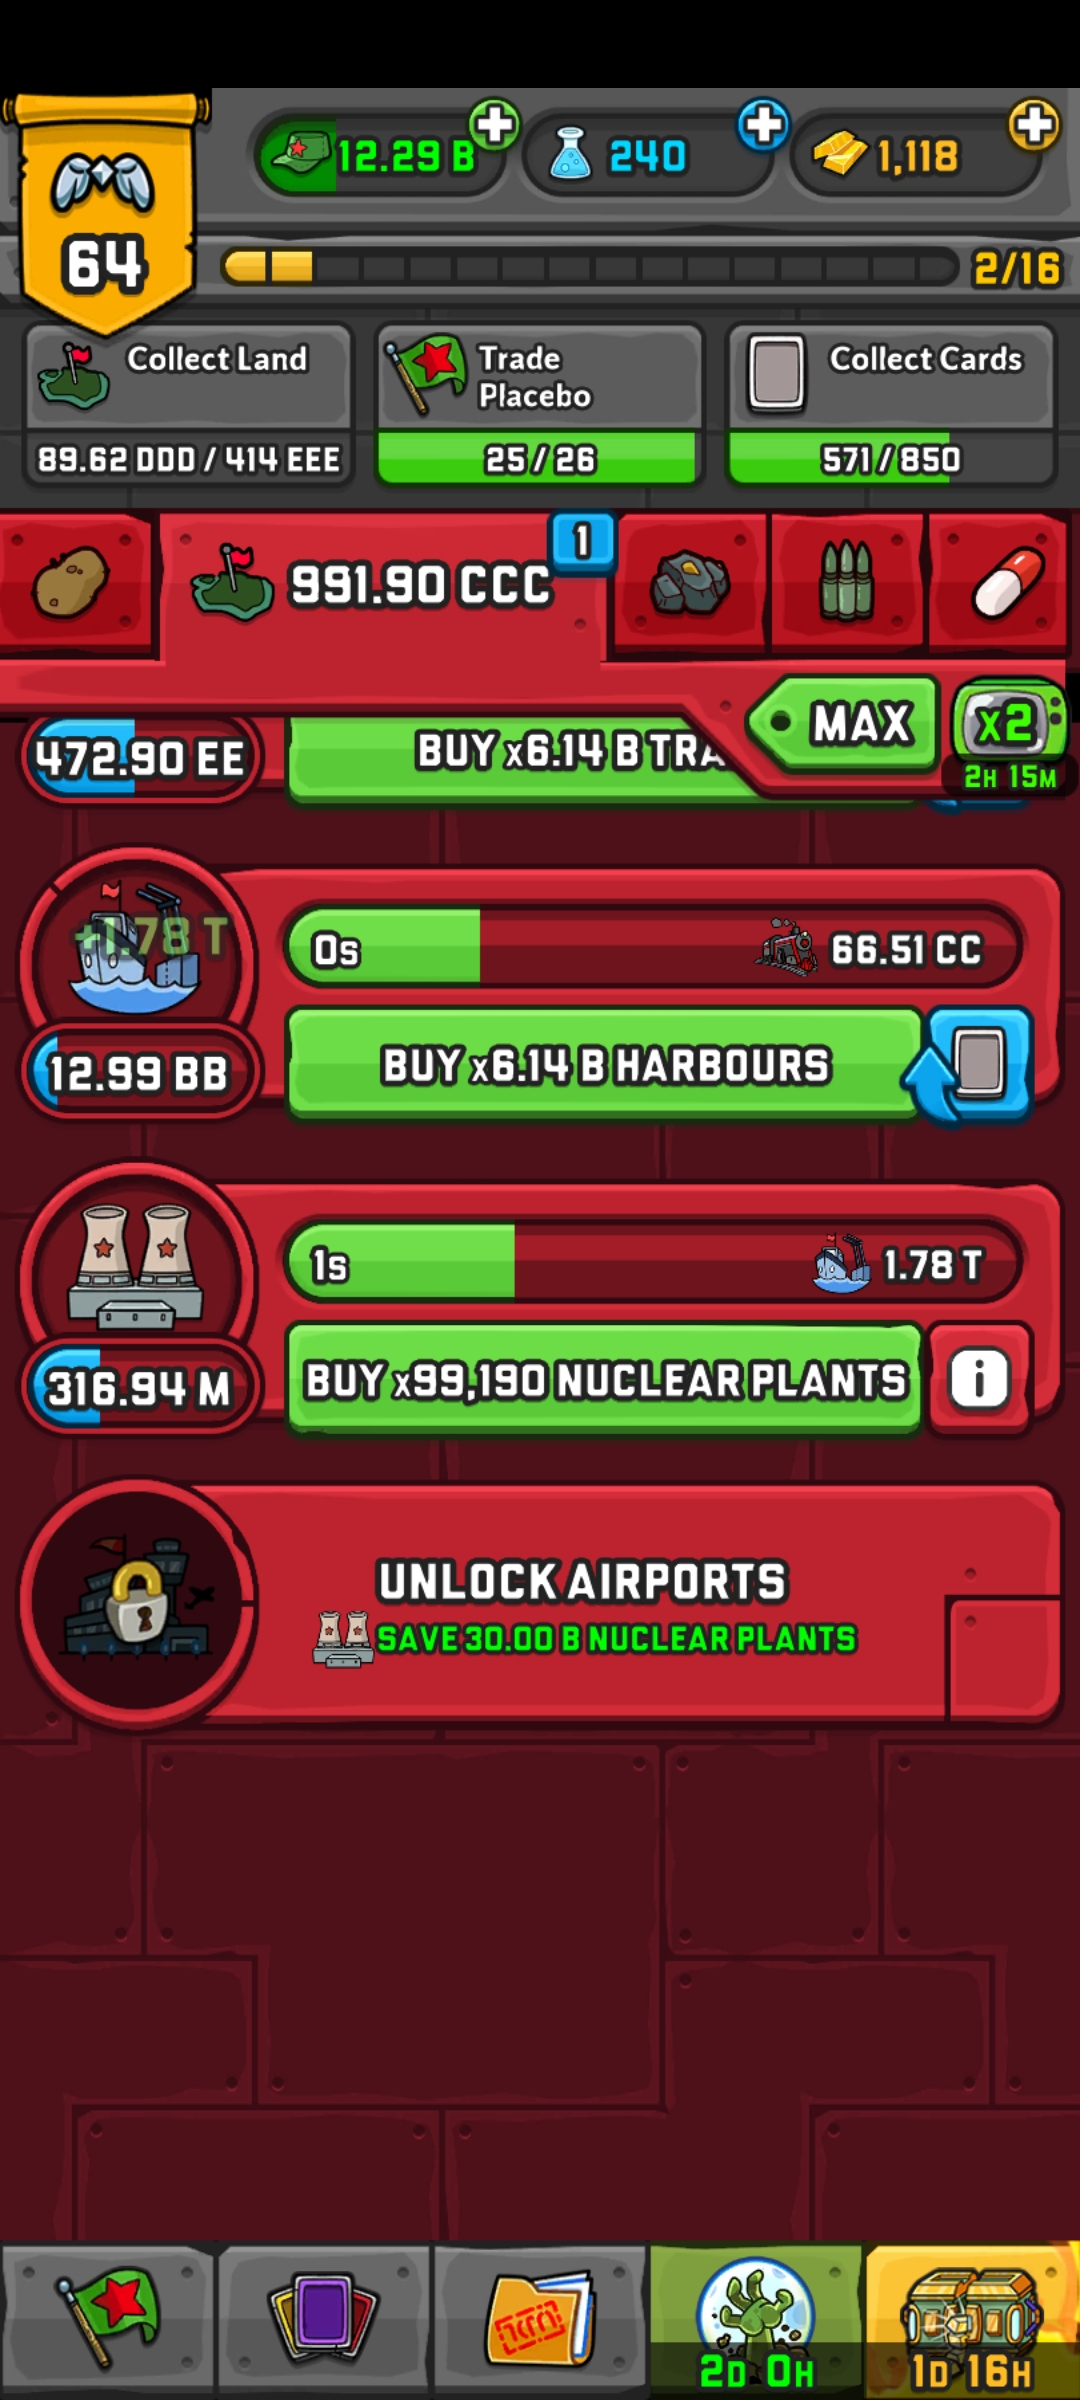 12.29 B
240
1,118
64
2/16
Collect Land
89.62 DDD / 414 EEE
Trade
Placebo
25 / 26
Collect Cards
571 / 850
991.90 CCC
1
MAX
X2
2H 15M
472.90 EE
BUY x6.14 B TRA
+1.78 T
0s
66.51 CC
12.99 BB
BUY x6.14 B HARBOURS
1s
1.78 T
316.94 M
BUY x99,190 NUCLEAR PLANTS
i
UNLOCK AIRPORTS
SAVE 30.00 B NUCLEAR PLANTS
2D 0H
1D 16H